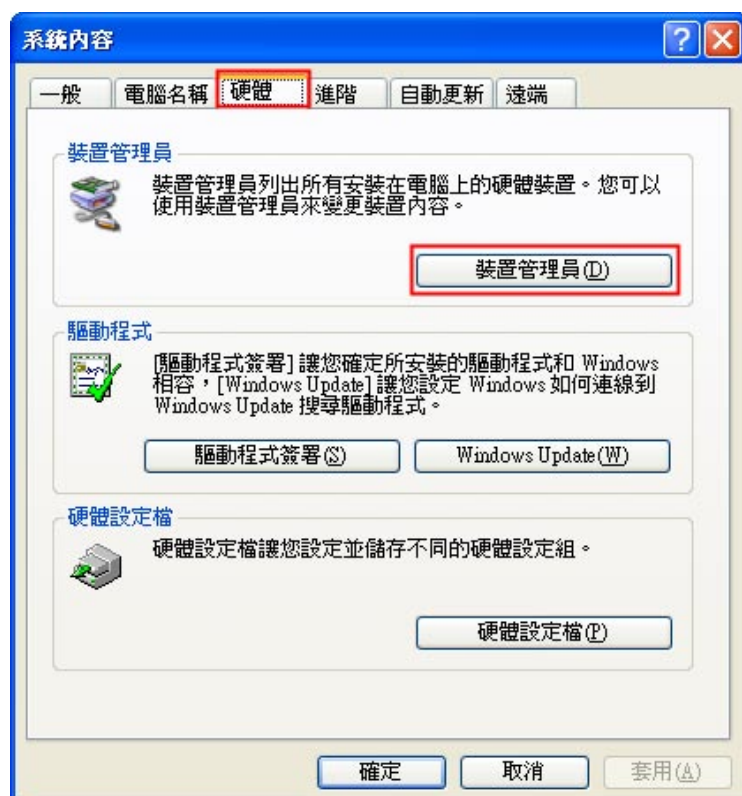 系統內容
一般 電腦名稱 硬體 進階 自動更新 遠端
裝置管理員
裝置管理員列出所有安裝在電腦上的硬體裝置。您可以
使用裝置管理員來變更裝置內容。
裝置管理員(D)
驅動程式
[驅動程式簽署] 讓您確定所安裝的驅動程式和 Windows
相容，[Windows Update] 讓您設定 Windows 如何連線到
Windows Update 搜尋驅動程式。
驅動程式簽署(S) Windows Update(W)
硬體設定檔
硬體設定檔讓您設定並儲存不同的硬體設定組。
硬體設定檔(P)
確定 取消 套用(A)